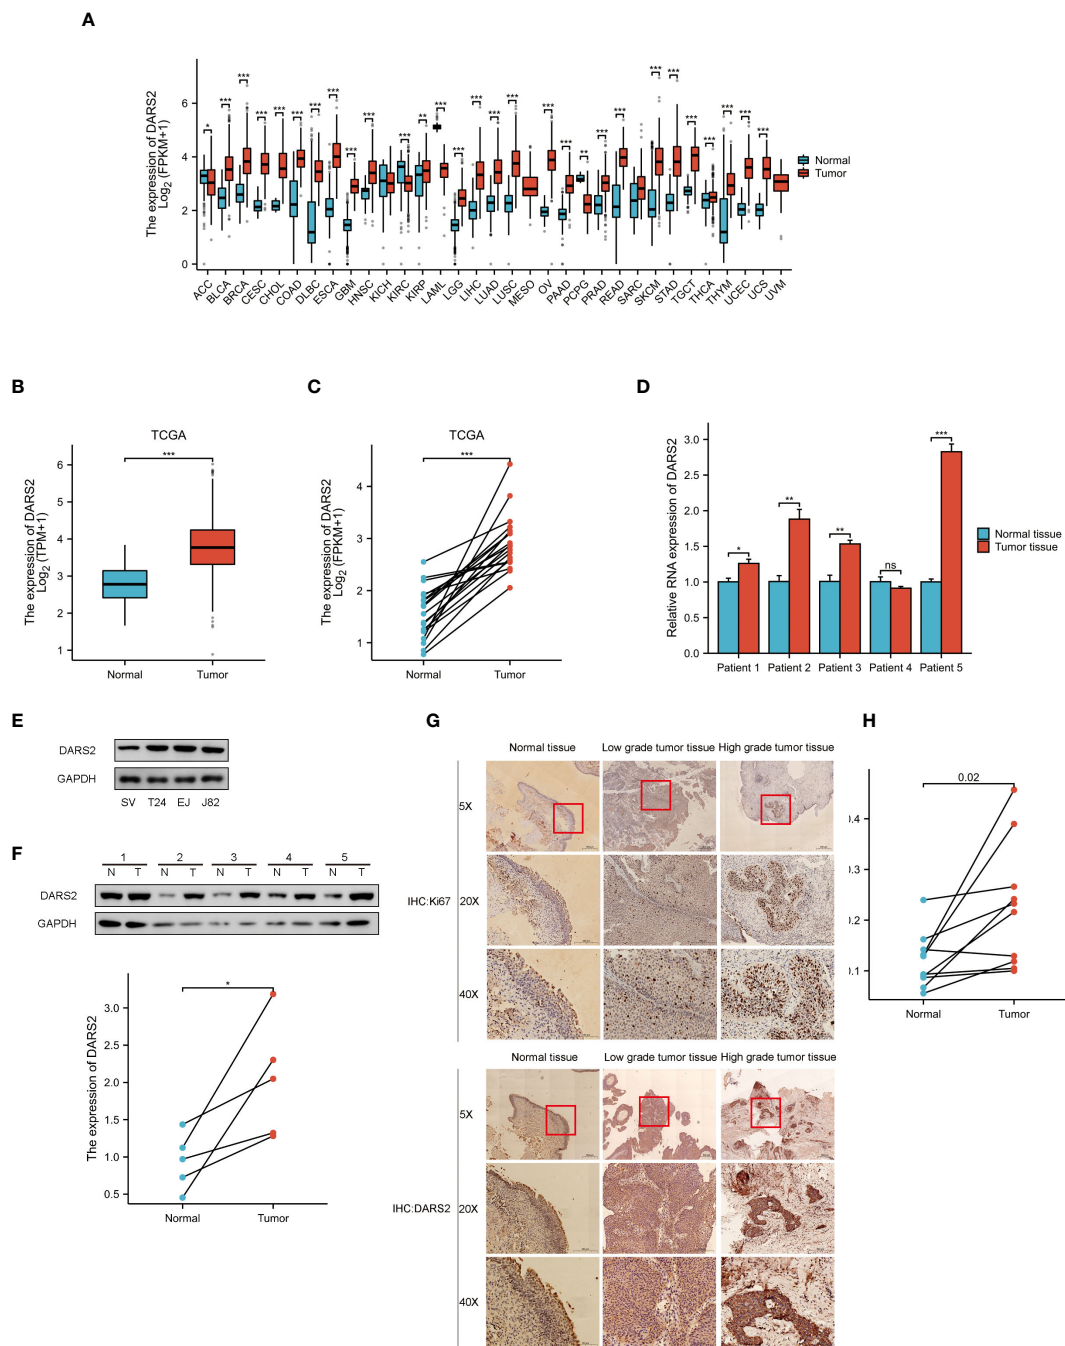 A
The expression of DARS2
Log2 (FPKM+1)
6
4
2
0
* *** *** *** *** *** *** *** *** *** *** ** *** *** *** *** *** *** *** ** *** *** *** *** *** *** *** *** ***
Normal
Tumor
ACC BLCA BRCA CESC CHOL COAD DLBC ESCA GBM HNSC KICH KIRC KIRP LAML LGG LIHC LUAD LUSC MESO OV PAAD PCPG PRAD READ SARC SKCM STAD TGCT THCA THYM UCEC UCS UVM
B
TCGA
***
The expression of DARS2
Log2 (TPM+1)
6
5
4
3
2
1
Normal Tumor
C
TCGA
***
The expression of DARS2
Log2 (FPKM+1)
4
3
2
1
Normal Tumor
D
Relative RNA expression of DARS2
3.0
2.5
2.0
1.5
1.0
0.5
0.0
* ** ** ns ***
Normal tissue
Tumor tissue
Patient 1 Patient 2 Patient 3 Patient 4 Patient 5
E
DARS2
GAPDH
SV T24 EJ J82
F
1 2 3 4 5
N T N T N T N T N T
DARS2
GAPDH
*
The expression of DARS2
3.0
2.5
2.0
1.5
1.0
0.5
Normal Tumor
G
Normal tissue Low grade tumor tissue High grade tumor tissue
5X
IHC:Ki67 20X
40X
Normal tissue Low grade tumor tissue High grade tumor tissue
5X
IHC:DARS2 20X
40X
H
0.02
).4
).3
).2
).1
Normal Tumor